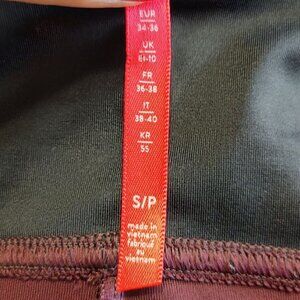 EUR
34-36
UK
8-10
FR
36-38
IT
38-40
KR
55
S/P
made in
vietnam
fabriqué
au
vietnam